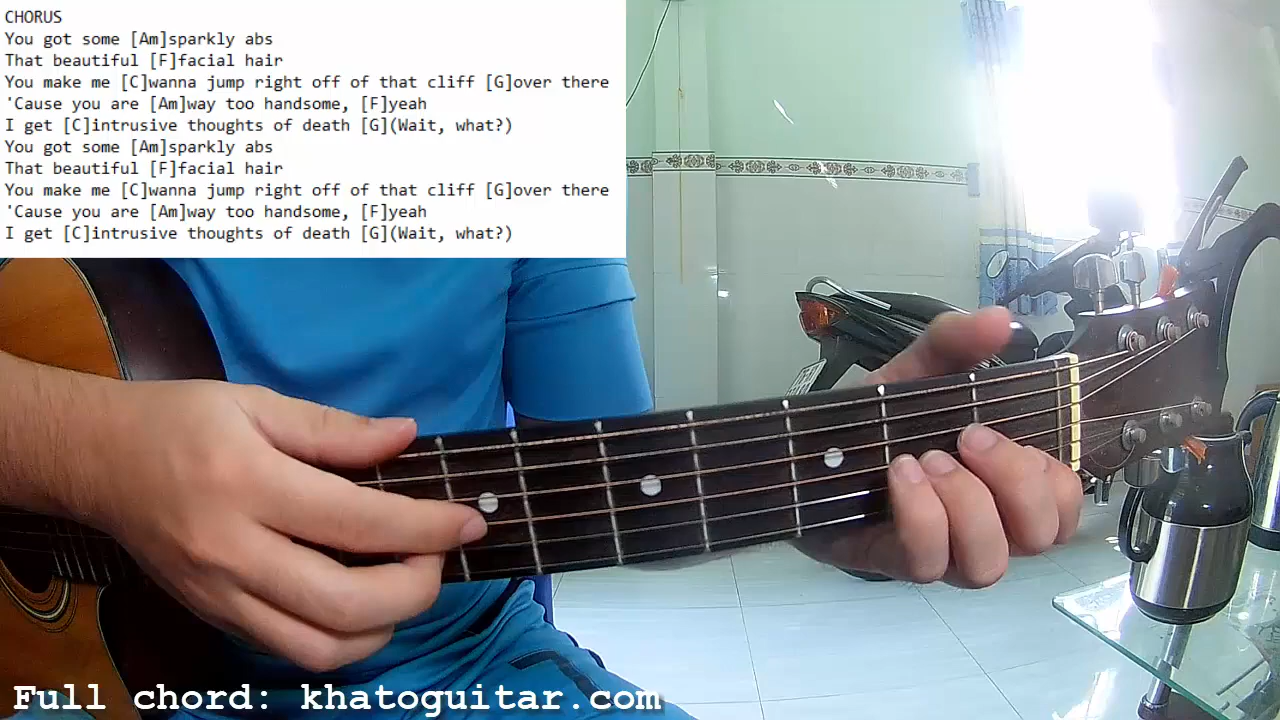 CHORUS
You got some [Am]sparkly abs
That beautiful [F]facial hair
You make me [C]wanna jump right off of that cliff [G]over there
'Cause you are [Am]way too handsome, [F]yeah
I get [C]intrusive thoughts of death [G](Wait, what?)
You got some [Am]sparkly abs
That beautiful [F]facial hair
You make me [C]wanna jump right off of that cliff [G]over there
'Cause you are [Am]way too handsome, [F]yeah
I get [C]intrusive thoughts of death [G](Wait, what?)
Full chord: khatoguitar.com